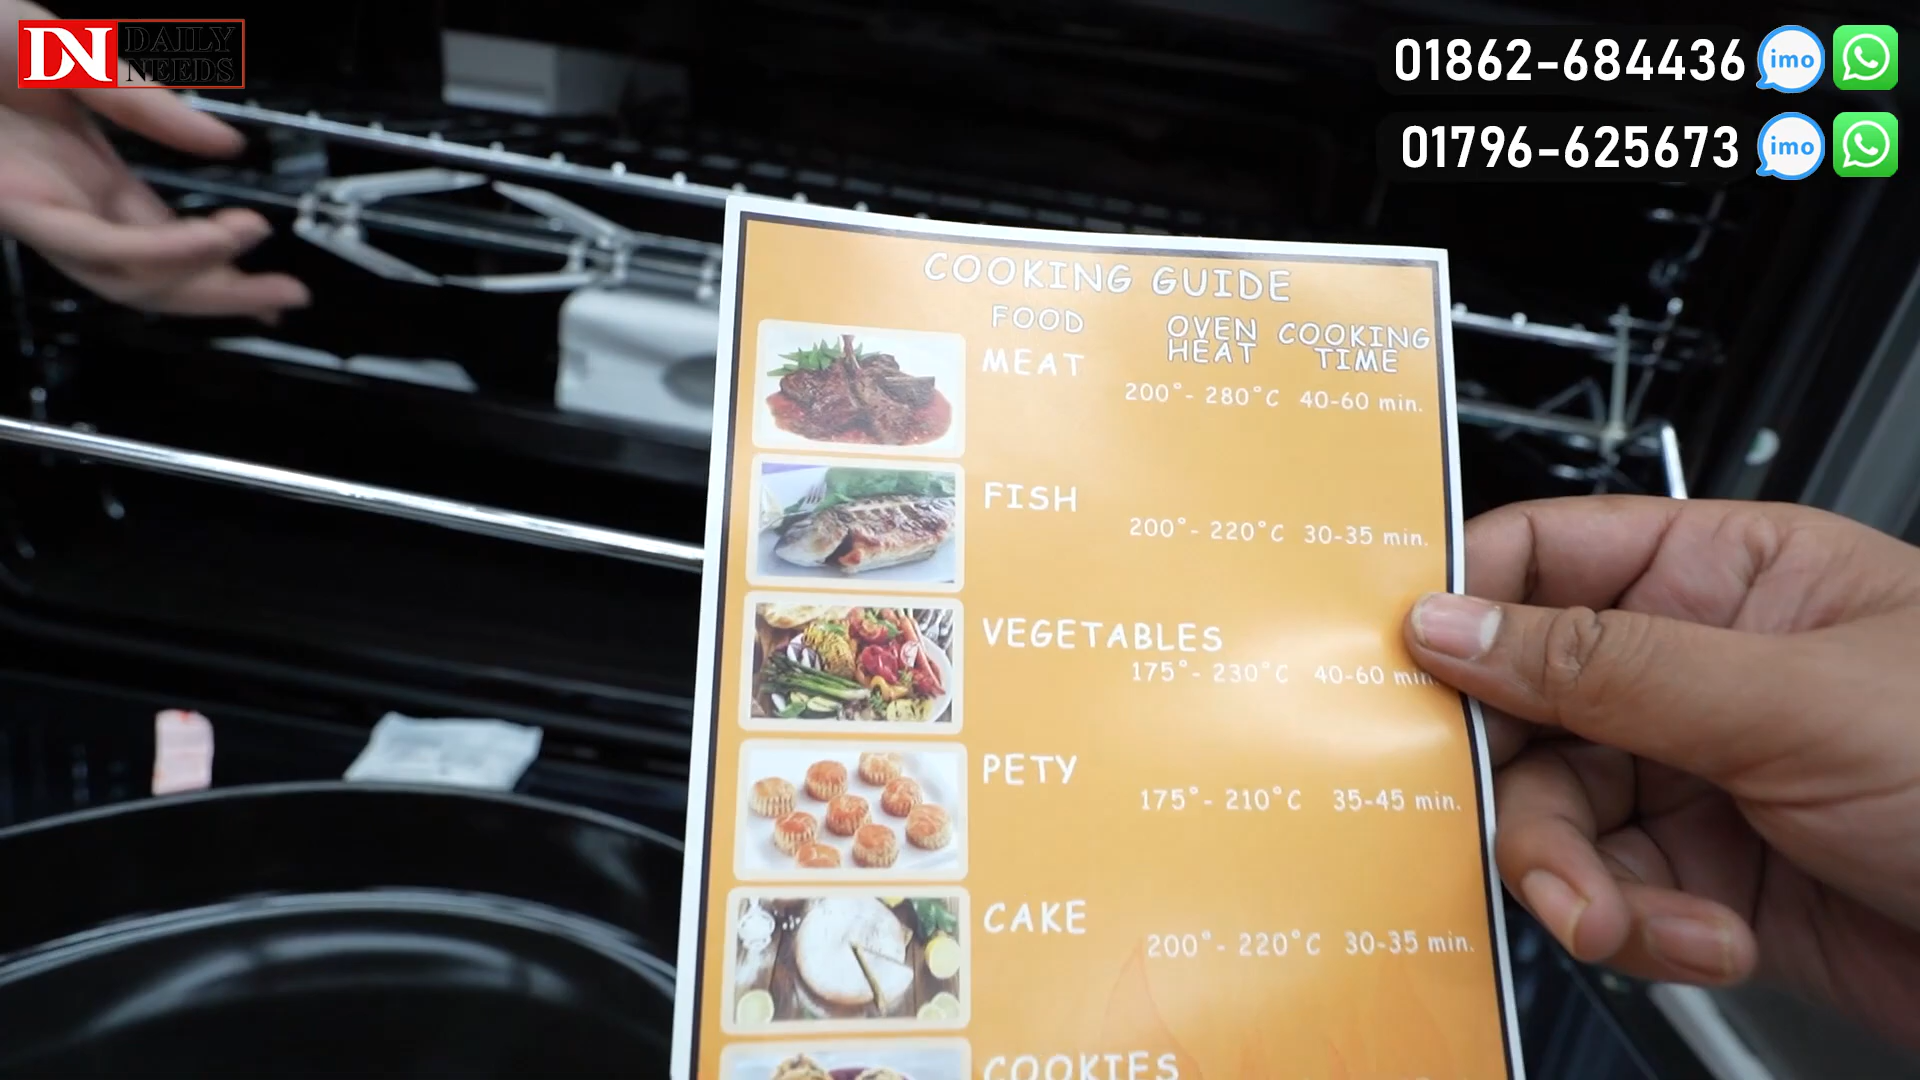 DN DAILY
NEEDS
01862-684436 imo
01796-625673 imo
COOKING GUIDE
FOOD OVEN HEAT COOKING TIME
MEAT
200°- 280°C 40-60 min.
FISH
200°- 220°C 30-35 min.
VEGETABLES
175°- 230°C 40-60 min.
PETY
175°- 210°C 35-45 min.
CAKE
200°- 220°C 30-35 min.
COOKIES